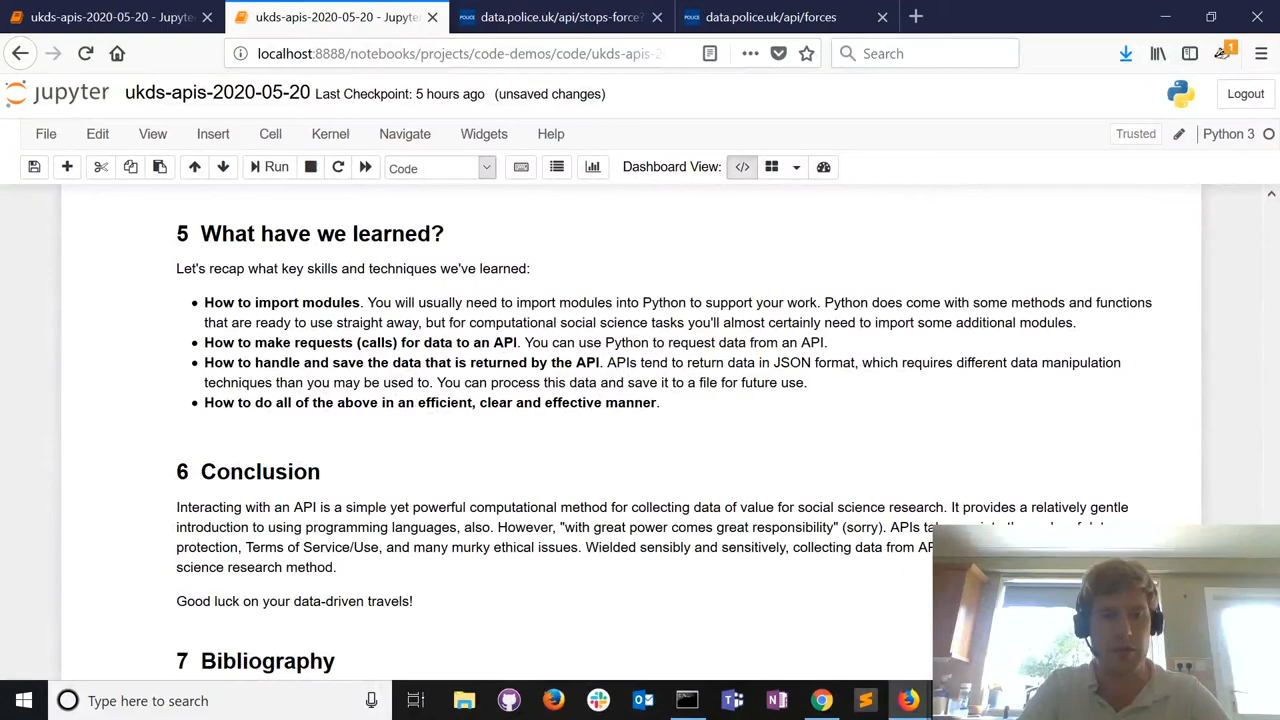 ukds-apis-2020-05-20 - Jupyter
ukds-apis-2020-05-20 - Jupyter
POLICE data.police.uk/api/stops-force?
POLICE data.police.uk/api/forces
localhost:8888/notebooks/projects/code-demos/code/ukds-apis-2
Search
1
jupyter ukds-apis-2020-05-20 Last Checkpoint: 5 hours ago (unsaved changes)
Logout
File Edit View Insert Cell Kernel Navigate Widgets Help
Trusted
Python 3
Run
Code
Dashboard View:
5 What have we learned?
Let's recap what key skills and techniques we've learned:
How to import modules. You will usually need to import modules into Python to support your work. Python does come with some methods and functions
that are ready to use straight away, but for computational social science tasks you'll almost certainly need to import some additional modules.
How to make requests (calls) for data to an API. You can use Python to request data from an API.
How to handle and save the data that is returned by the API. APIs tend to return data in JSON format, which requires different data manipulation
techniques than you may be used to. You can process this data and save it to a file for future use.
How to do all of the above in an efficient, clear and effective manner.
6 Conclusion
Interacting with an API is a simple yet powerful computational method for collecting data of value for social science research. It provides a relatively gentle
introduction to using programming languages, also. However, "with great power comes great responsibility" (sorry). APIs
protection, Terms of Service/Use, and many murky ethical issues. Wielded sensibly and sensitively, collecting data from
science research method.
Good luck on your data-driven travels!
7 Bibliography
Type here to search